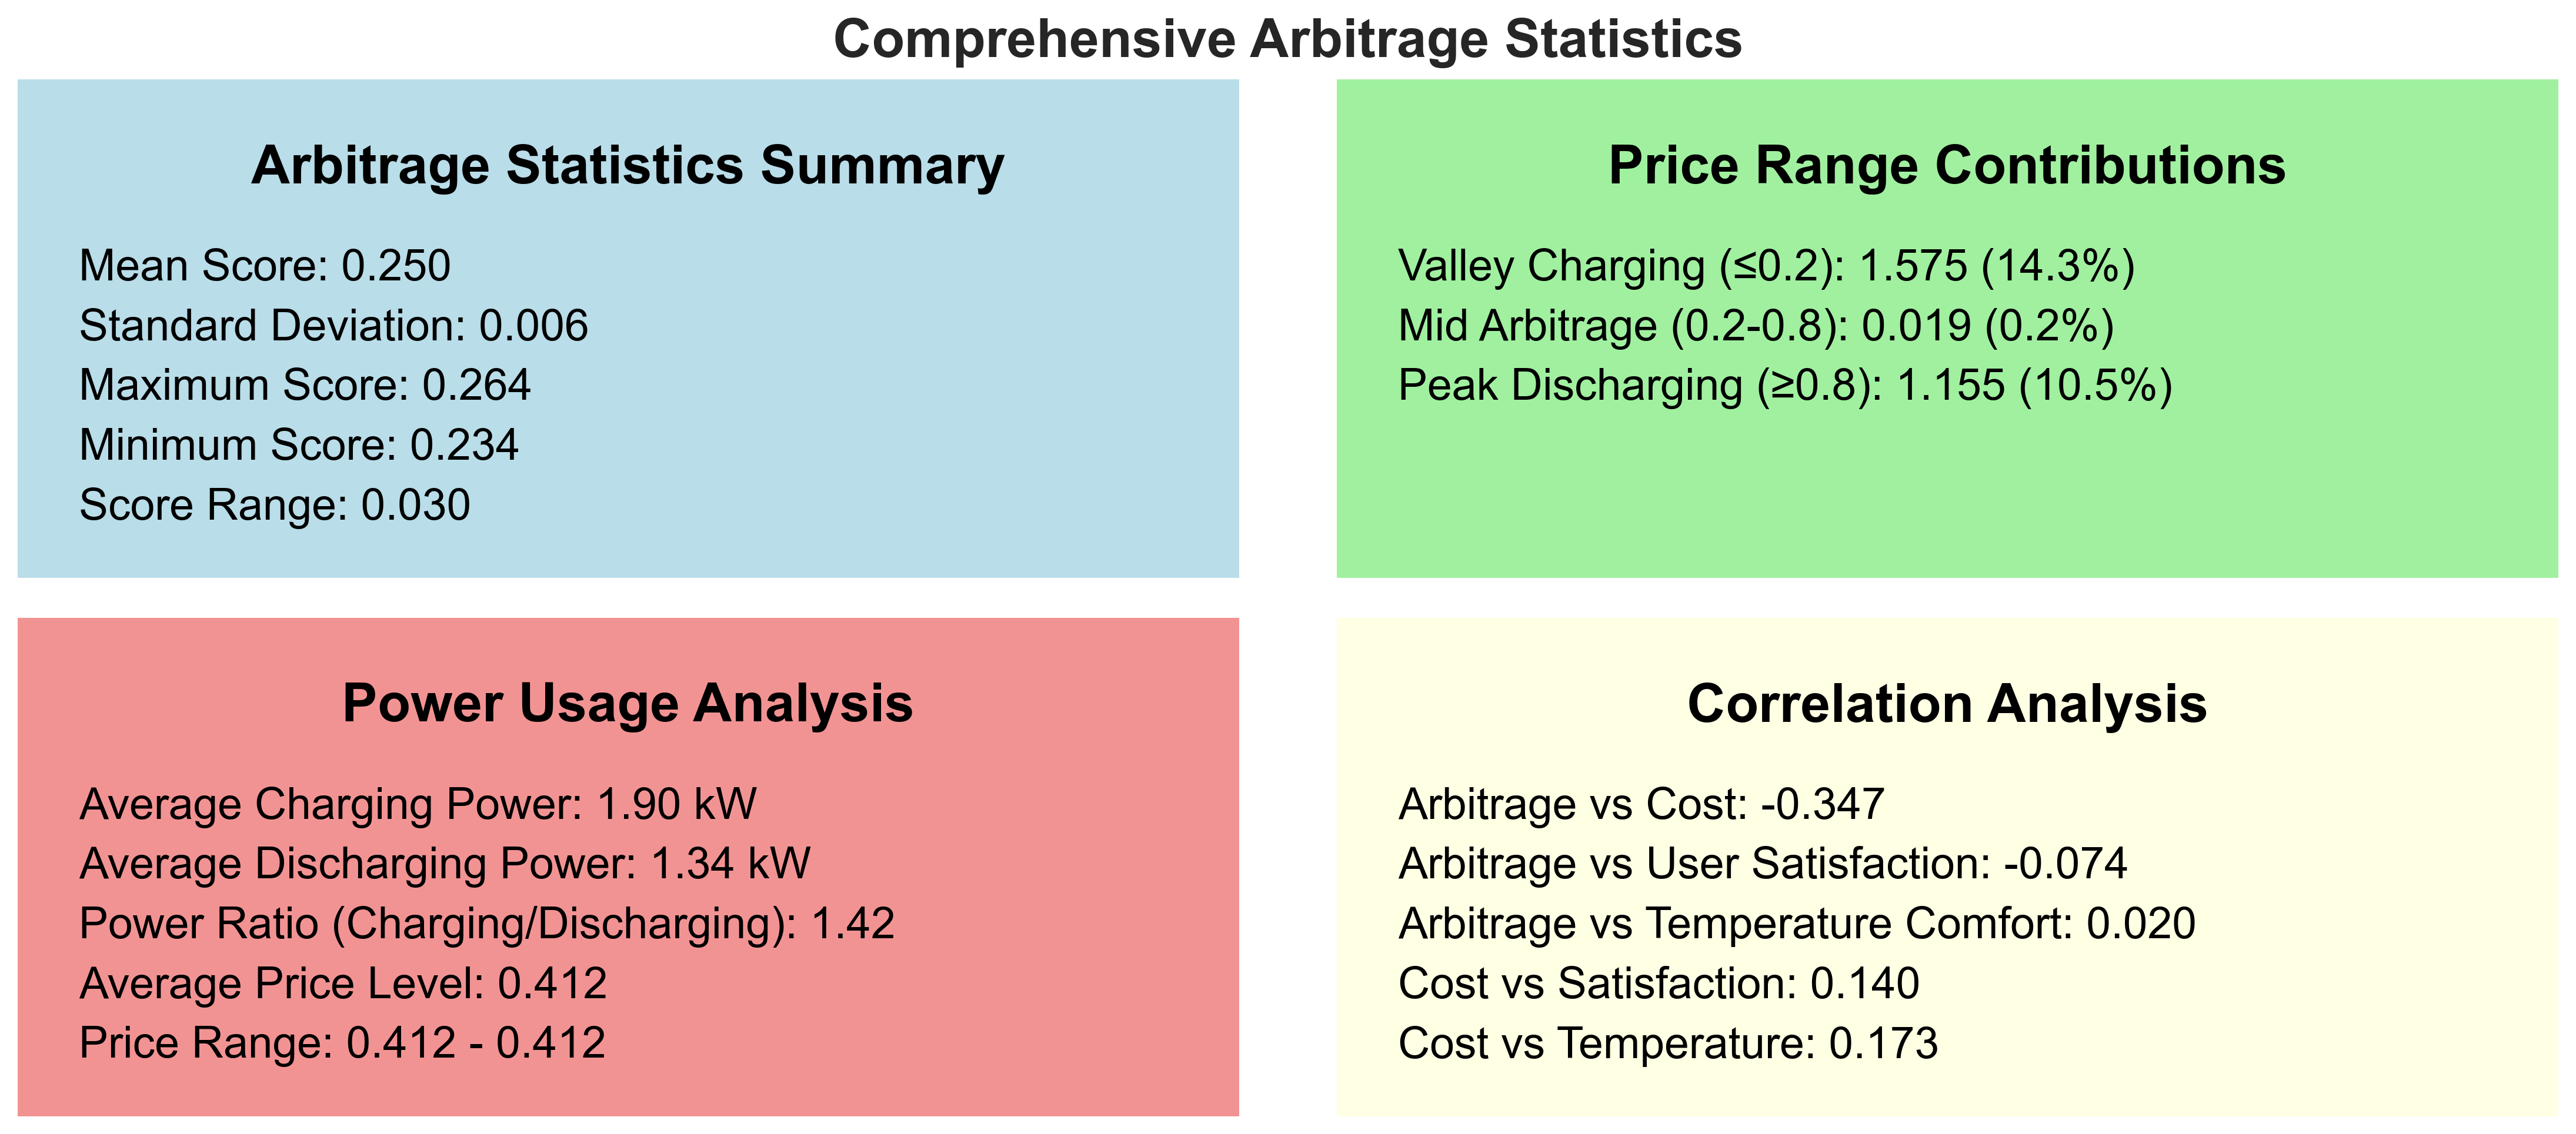 Comprehensive Arbitrage Statistics
Arbitrage Statistics Summary
Mean Score: 0.250
Standard Deviation: 0.006
Maximum Score: 0.264
Minimum Score: 0.234
Score Range: 0.030
Price Range Contributions
Valley Charging (≤0.2): 1.575 (14.3%)
Mid Arbitrage (0.2-0.8): 0.019 (0.2%)
Peak Discharging (≥0.8): 1.155 (10.5%)
Power Usage Analysis
Average Charging Power: 1.90 kW
Average Discharging Power: 1.34 kW
Power Ratio (Charging/Discharging): 1.42
Average Price Level: 0.412
Price Range: 0.412 - 0.412
Correlation Analysis
Arbitrage vs Cost: -0.347
Arbitrage vs User Satisfaction: -0.074
Arbitrage vs Temperature Comfort: 0.020
Cost vs Satisfaction: 0.140
Cost vs Temperature: 0.173